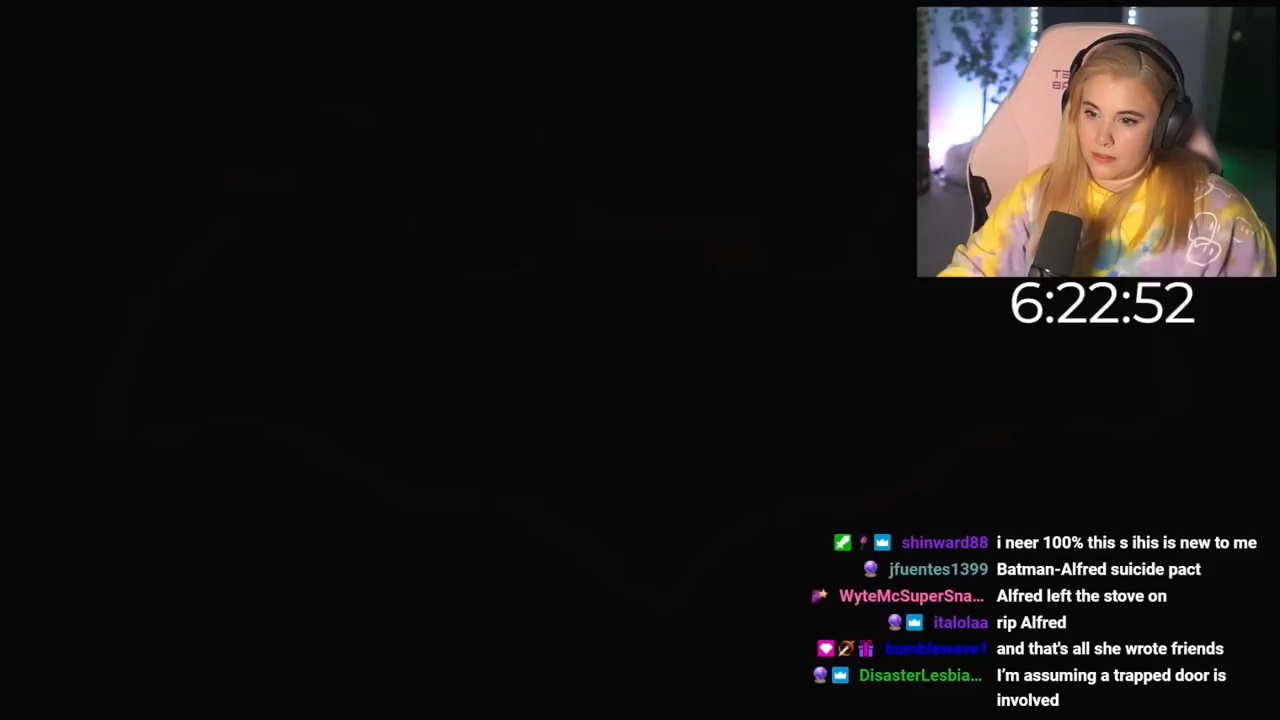 6:22:52
shinward88 i neer 100% this s ihis is new to me
jfuentes1399 Batman-Alfred suicide pact
WyteMcSuperSna... Alfred left the stove on
italolaa rip Alfred
bumblewave1 and that's all she wrote friends
DisasterLesbia... I'm assuming a trapped door is
involved